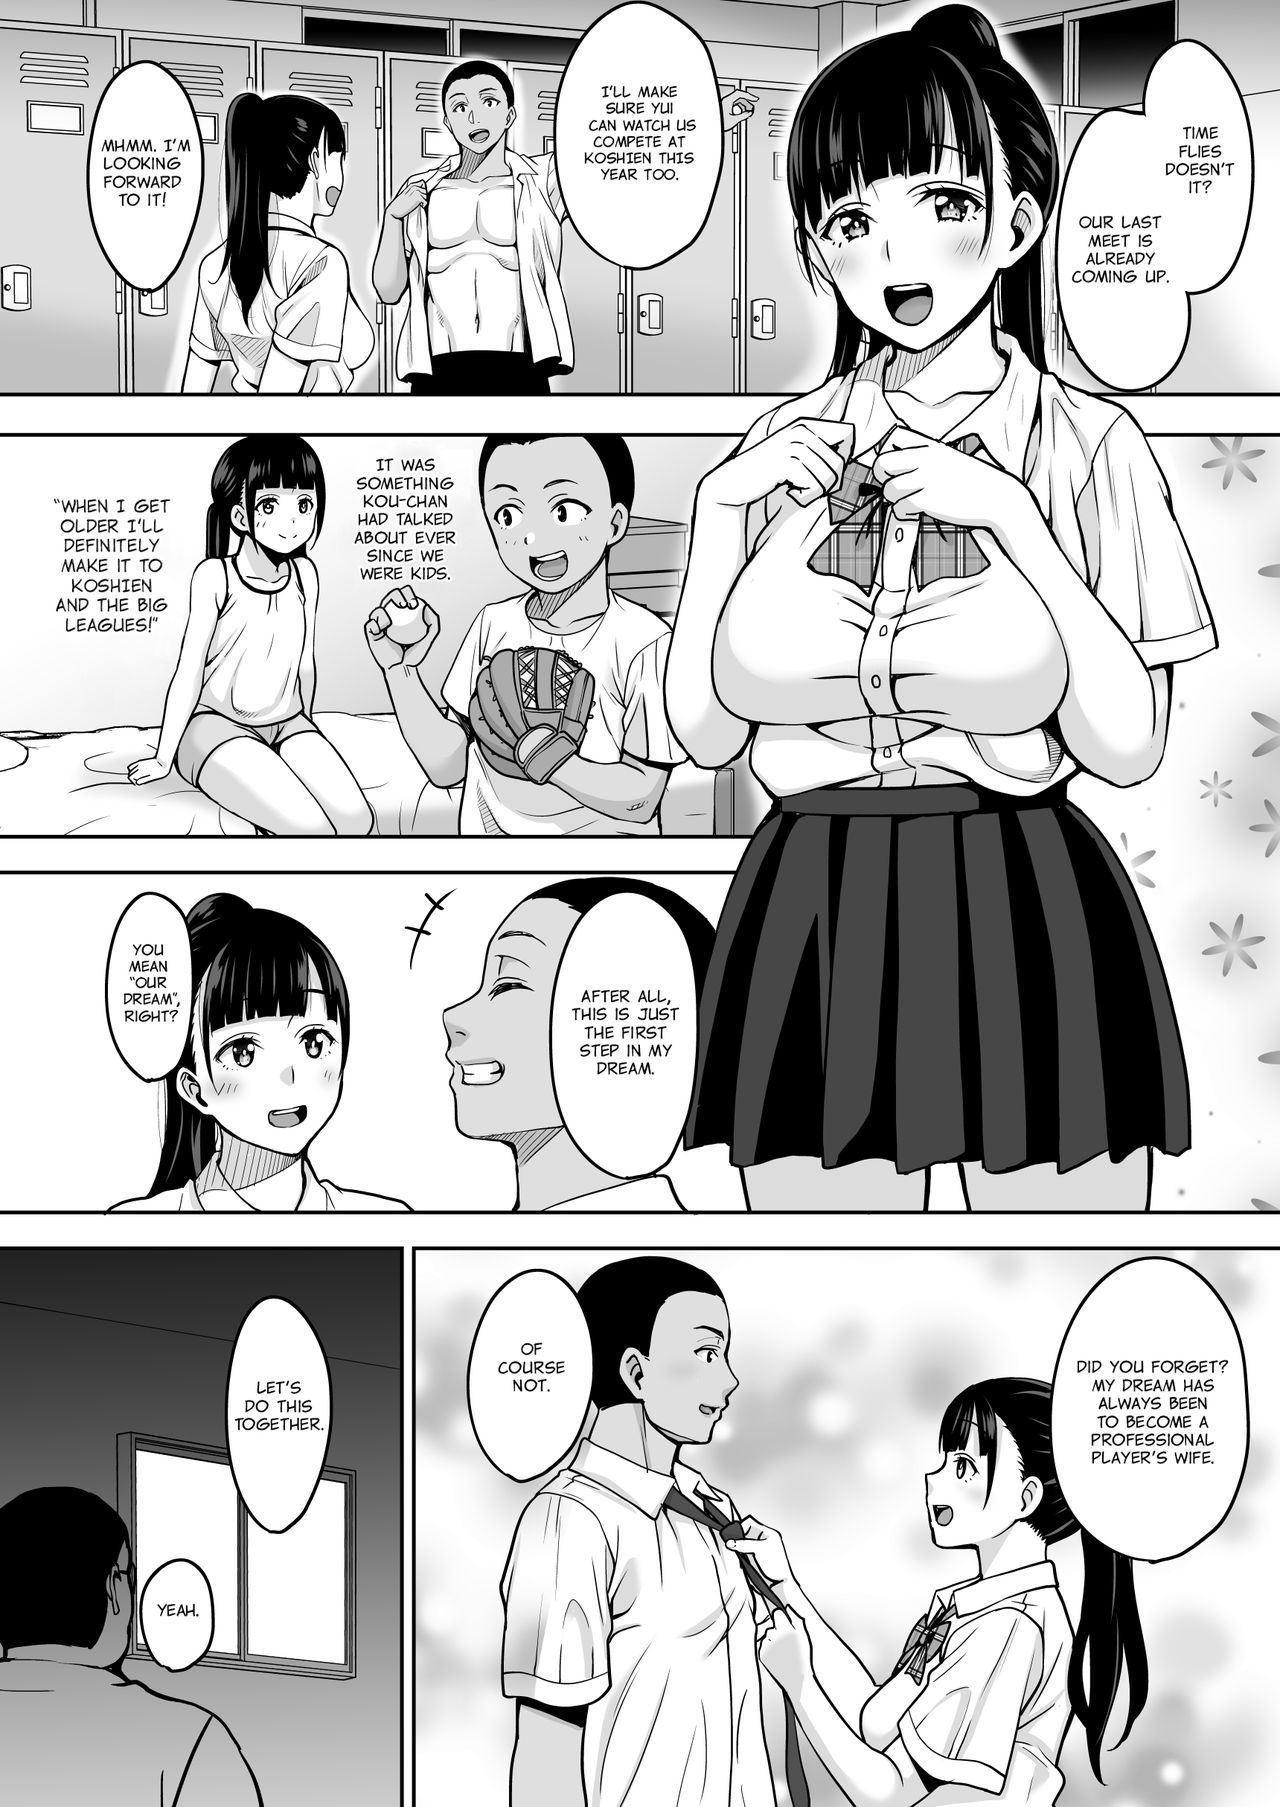 TIME
FLIES
DOESN'T
IT?
OUR LAST
MEET IS
ALREADY
COMING UP.
I'LL MAKE
SURE YUI
CAN WATCH US
COMPETE AT
KOSHIEN THIS
YEAR TOO.
MHMM. I'M
LOOKING
FORWARD
TO IT!
IT WAS
SOMETHING
KOU-CHAN
HAD TALKED
ABOUT EVER
SINCE WE
WERE KIDS.
"WHEN I GET
OLDER I'LL
DEFINITELY
MAKE IT TO
KOSHIEN
AND THE BIG
LEAGUES!"
AFTER ALL,
THIS IS JUST
THE FIRST
STEP IN MY
DREAM.
YOU
MEAN
"OUR
DREAM",
RIGHT?
DID YOU FORGET?
MY DREAM HAS
ALWAYS BEEN
TO BECOME A
PROFESSIONAL
PLAYER'S WIFE.
OF
COURSE
NOT.
LET'S
DO THIS
TOGETHER.
YEAH.